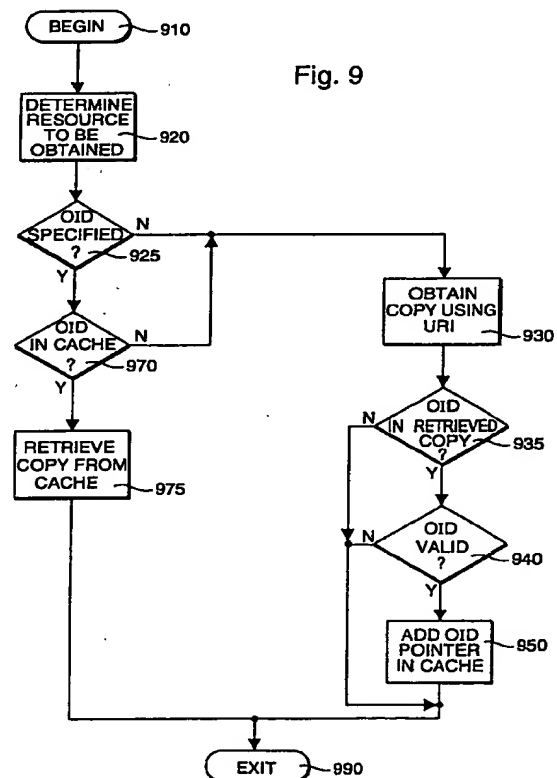 BEGIN
910
Fig. 9
DETERMINE
RESOURCE
TO BE
OBTAINED
920
OID
SPECIFIED
?
925
N
Y
OID
IN CACHE
?
970
N
Y
RETRIEVE
COPY FROM
CACHE
975
OBTAIN
COPY USING
URI
930
OID
IN RETRIEVED
COPY
?
935
N
Y
OID
VALID
?
940
N
Y
ADD OID
POINTER
IN CACHE
950
EXIT
990